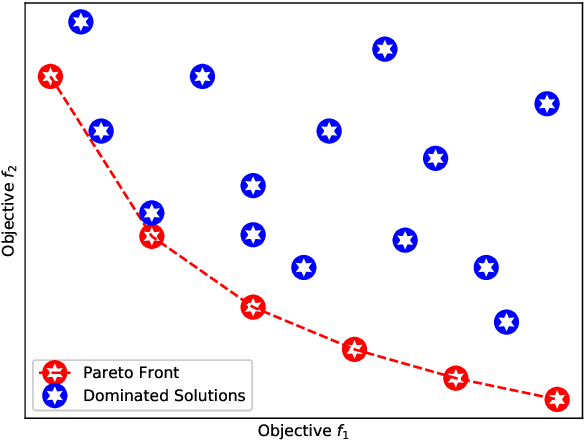 Objective f₂
Pareto Front
Dominated Solutions
Objective f₁